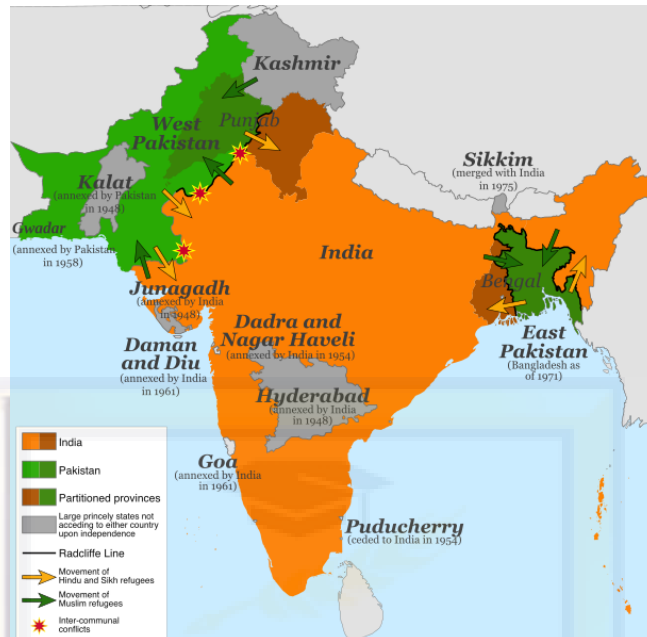 Kashmir
Punjab
West
Pakistan
Sikkim
(merged with India
in 1975)
Kalat
(annexed by Pakistan
in 1948)
Gwadar
(annexed by Pakistan
in 1958)
India
Bengal
Junagadh
(annexed by India
in 1948)
Dadra and
Nagar Haveli
(annexed by India in 1954)
East
Pakistan
(Bangladesh as
of 1971)
Daman
and Diu
(annexed by India
in 1961)
Hyderabad
(annexed by India
in 1948)
Goa
(annexed by India
in 1961)
Puducherry
(ceded to India in 1954)
India
Pakistan
Partitioned provinces
Large princely states not
acceding to either country
upon independence
Radcliffe Line
Movement of
Hindu and Sikh refugees
Movement of
Muslim refugees
Inter-communal
conflicts